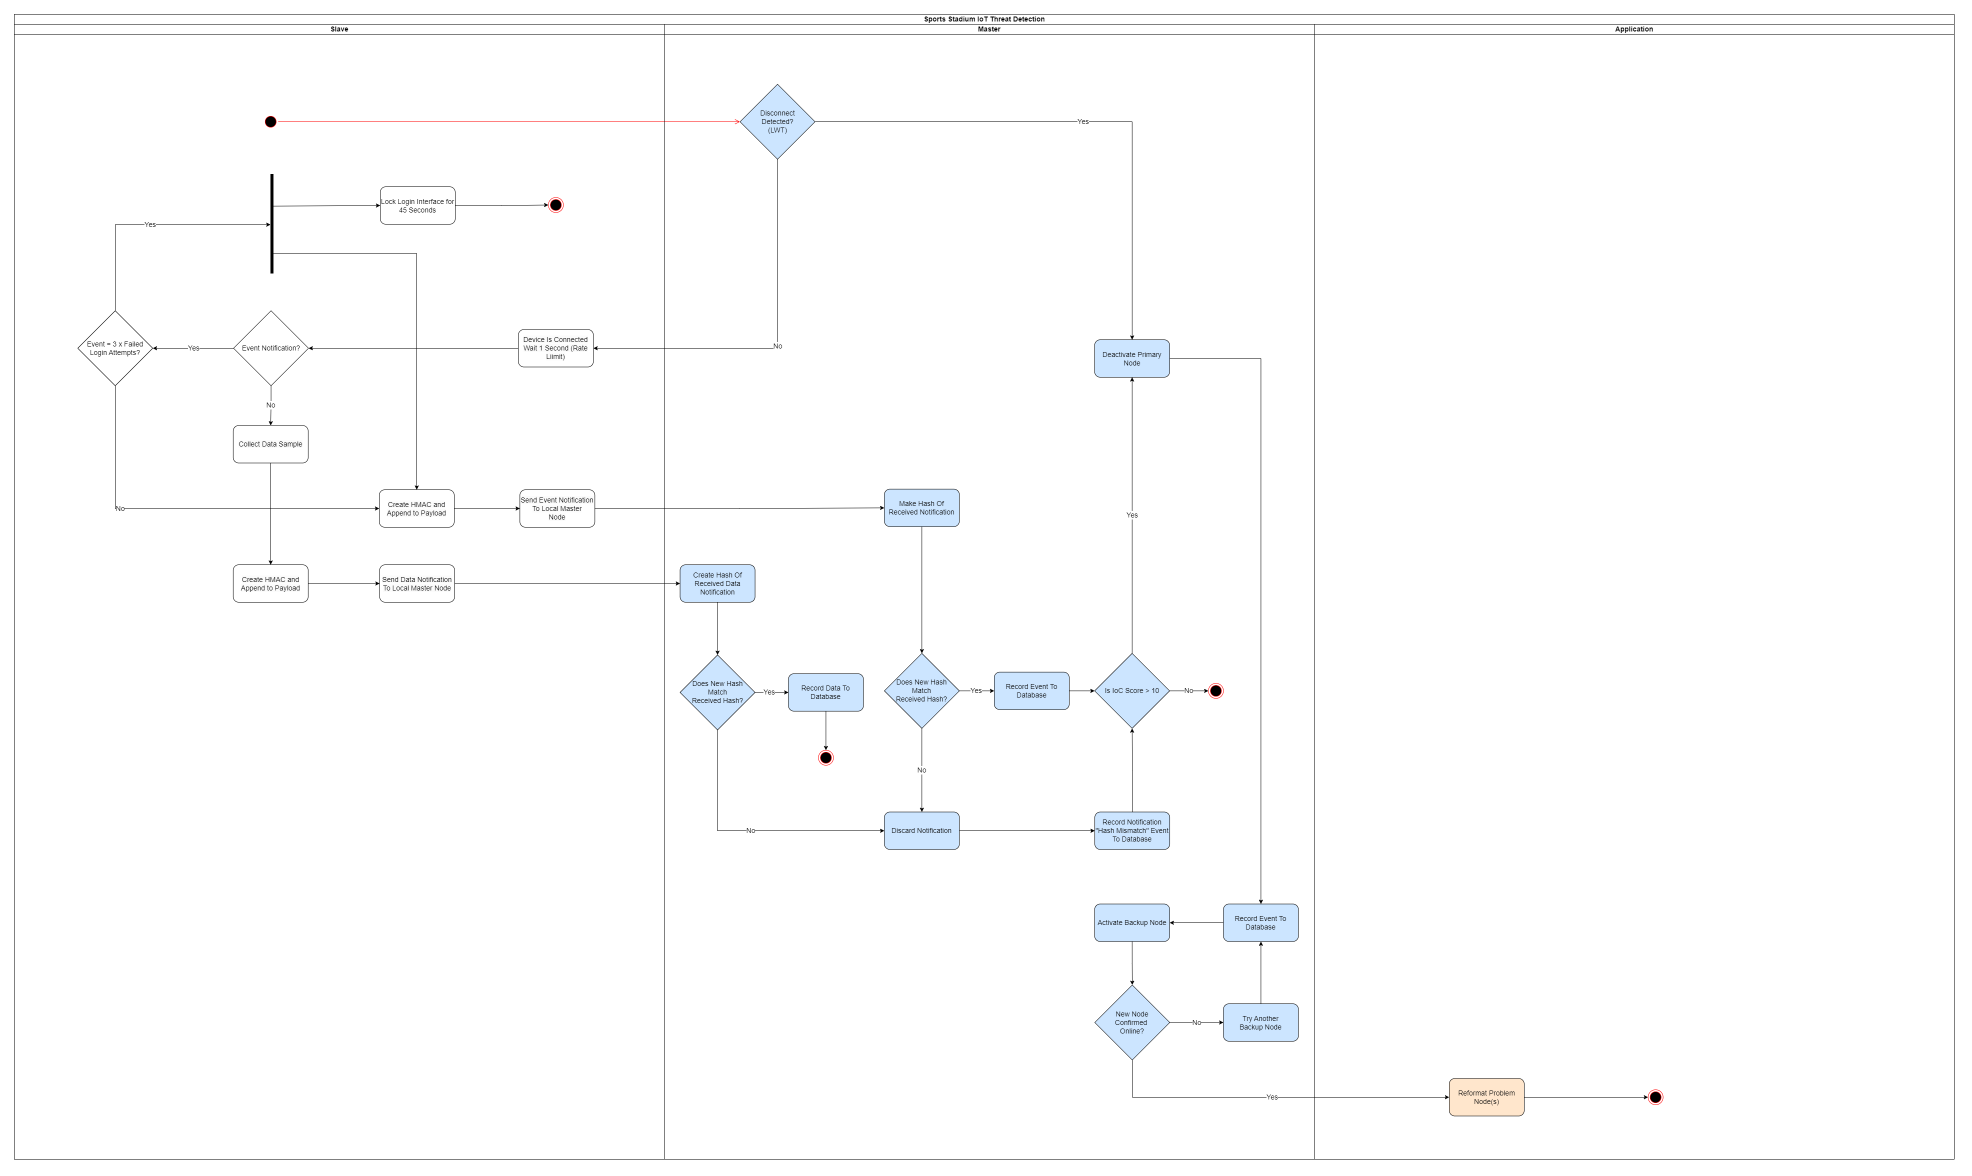 Sports Stadium IoT Threat Detection
Slave
Master
Application
Disconnect
Detected?
(LWT)
Yes
Lock Login Interface for
45 Seconds
Yes
Event = 3 x Failed
Login Attempts?
Yes
Event Notification?
Device Is Connected
Wait 1 Second (Rate
Liimit)
No
Deactivate Primary
Node
No
Collect Data Sample
No
Create HMAC and
Append to Payload
Send Event Notification
To Local Master
Node
Make Hash Of
Received Notification
Yes
Create HMAC and
Append to Payload
Send Data Notification
To Local Master Node
Create Hash Of
Received Data
Notification
Does New Hash
Match
Received Hash?
Yes
Record Data To
Database
Does New Hash
Match
Received Hash?
Yes
Record Event To
Database
Is IoC Score > 10
No
No
No
Discard Notification
Record Notification
"Hash Mismatch" Event
To Database
Activate Backup Node
Record Event To
Database
New Node
Confirmed
Online?
No
Try Another
Backup Node
Yes
Reformat Problem
Node(s)